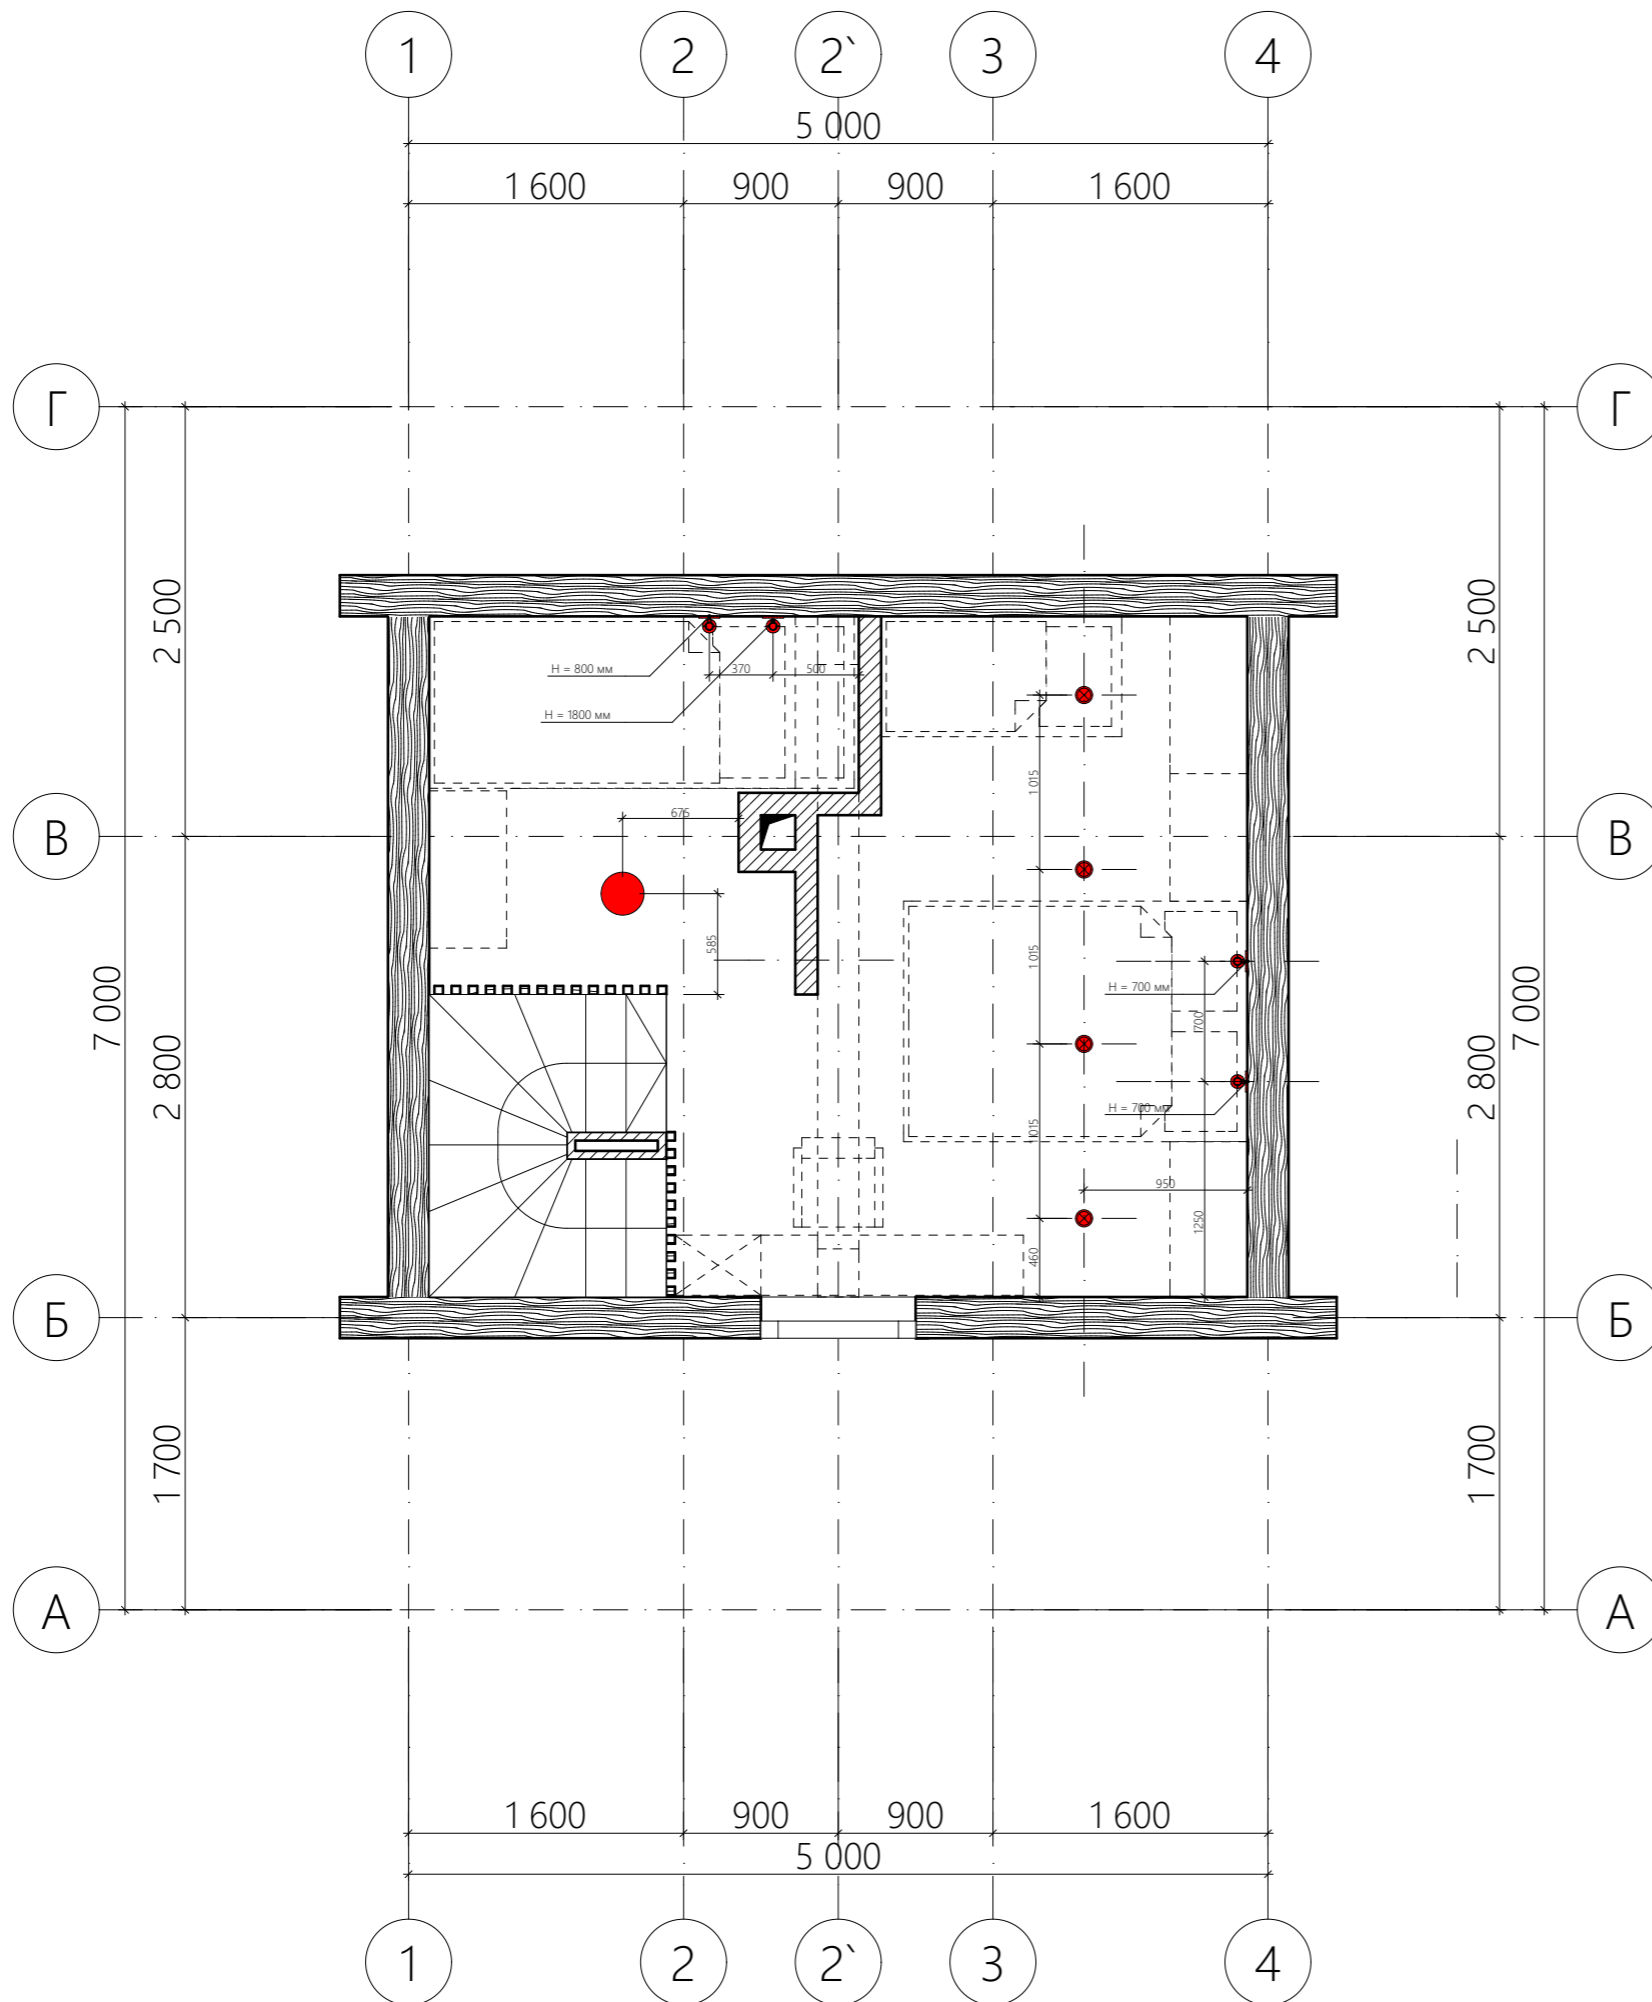 1 2 2` 3 4
5 000
1 600 900 900 1 600
Г Г
2 500 2 500
H = 800 мм 370 500
H = 1800 мм
1 015
675
В В
585 1 015
7 000 H = 700 мм 7 000
700
2 800 2 800
H = 700 мм
1 015
950
1250
460
Б Б
1 700 1 700
А А
1 600 900 900 1 600
5 000
1 2 2` 3 4